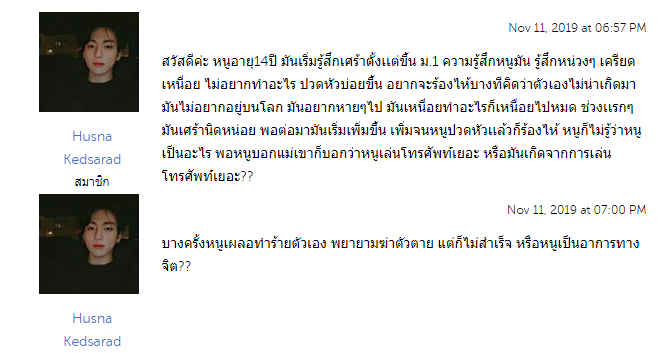 Nov 11, 2019 at 06:57 PM
สวัสดีค่ะ หนูอายุ14ปี มันเริ่มรู้สึกเศร้าตั้งแต่ขึ้น ม.1 ความรู้สึกหนูมัน รู้สึกหน่วงๆ เครียด
เหนื่อย ไม่อยากทำอะไร ปวดหัวบ่อยขึ้น อยากจะร้องไห้บางทีคิดว่าตัวเองไม่น่าเกิดมา
มันไม่อยากอยู่บนโลก มันอยากหายๆไป มันเหนื่อยทำอะไรก็เหนื่อยไปหมด ช่วงแรกๆ
มันเศร้านิดหน่อย พอต่อมามันเริ่มเพิ่มขึ้น เพิ่มจนหนูปวดหัวแล้วก็ร้องไห้ หนูก็ไม่รู้ว่าหนู
เป็นอะไร พอหนูบอกแม่เขาก็บอกว่าหนูเล่นโทรศัพท์เยอะ หรือมันเกิดจากการเล่น
โทรศัพท์เยอะ??
Husna
Kedsarad
สมาชิก
Nov 11, 2019 at 07:00 PM
บางครั้งหนูเผลอทำร้ายตัวเอง พยายามฆ่าตัวตาย แต่ก็ไม่สำเร็จ หรือหนูเป็นอาการทาง
จิต??
Husna
Kedsarad